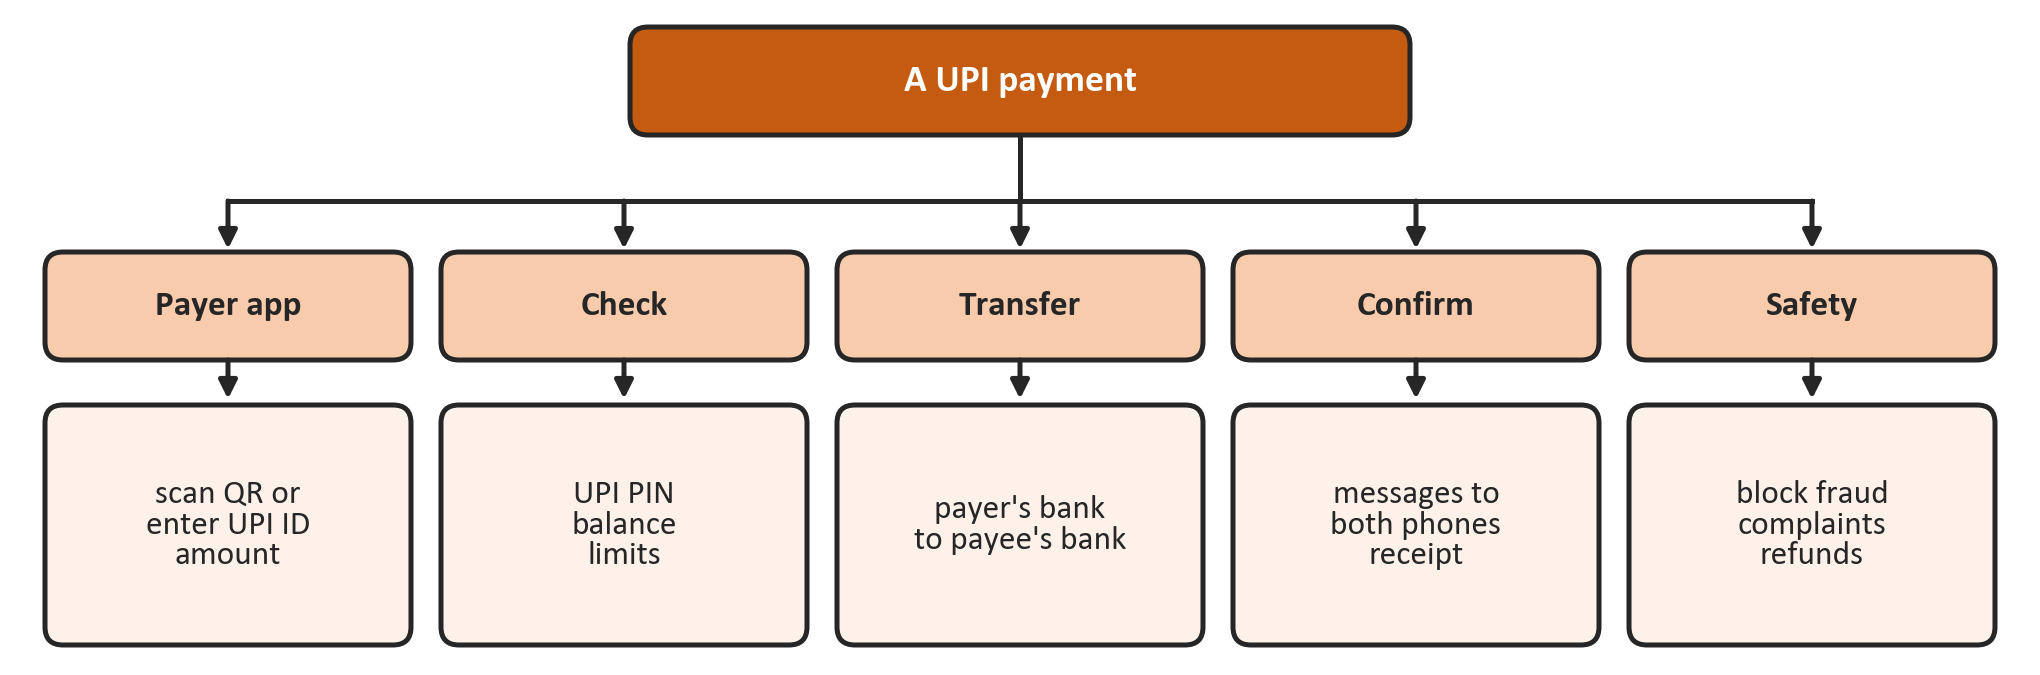 A UPI payment
Payer app
Check
Transfer
Confirm
Safety
scan QR or
enter UPI ID
amount
UPI PIN
balance
limits
payer's bank
to payee's bank
messages to
both phones
receipt
block fraud
complaints
refunds